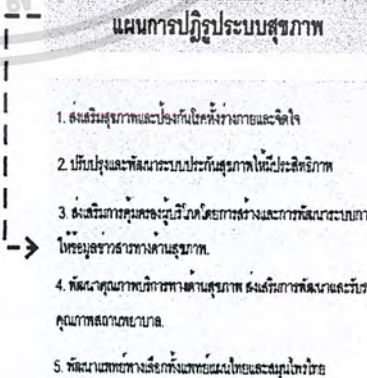 แผนการปฏิรูประบบสุขภาพ
1. ส่งเสริมสุขภาพและป้องกันโรคทั้งร่างกายและจิตใจ
2. ปรับปรุงและพัฒนาระบบประกันสุขภาพให้มีประสิทธิภาพ
3. ส่งเสริมการคุ้มครองผู้บริโภคโดยการสร้างและการพัฒนาระบบกา
ให้ข้อมูลข่าวสารทางด้านสุขภาพ.
4. พัฒนาคุณภาพบริการทางด้านสุขภาพ ส่งเสริมการพัฒนาและรับร
คุณภาพสถานพยาบาล.
5. พัฒนาแพทย์ทางเลือกทั้งแพทย์แผนไทยและสมุนไพรไทย